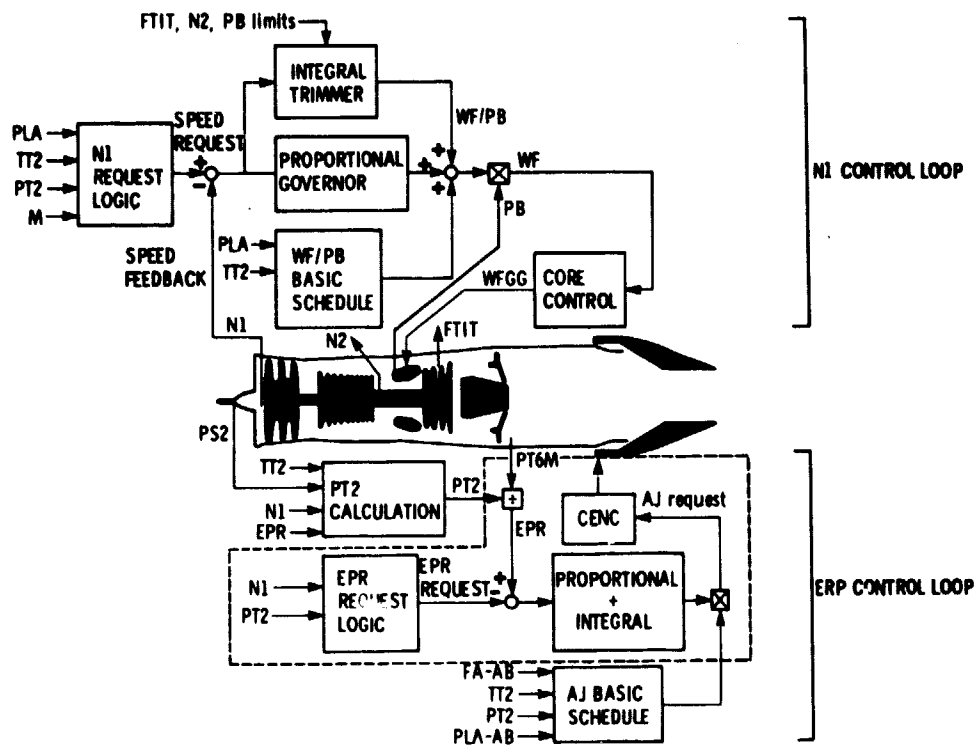 FTIT, N2, PB limits
INTEGRAL
TRIMMER
WF/PB
SPEED
REQUEST
PLA
TT2
PT2
M
N1
REQUEST
LOGIC
+
-
PROPORTIONAL
GOVERNOR
+
+
+
WF
PB
N1 CONTROL LOOP
SPEED
FEEDBACK
PLA
TT2
WF/PB
BASIC
SCHEDULE
WFGG
CORE
CONTROL
N1
N2
FTIT
PS2
PT6M
TT2
N1
EPR
PT2
CALCULATION
PT2
÷
EPR
CENC
AJ request
N1
PT2
EPR
REQUEST
LOGIC
EPR
REQUEST
+
-
PROPORTIONAL
+
INTEGRAL
ERP CONTROL LOOP
FA-AB
TT2
PT2
PLA-AB
AJ BASIC
SCHEDULE